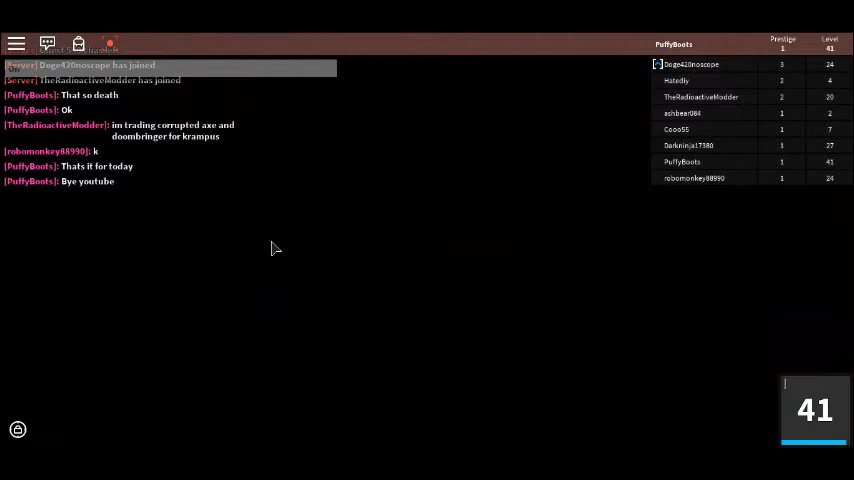 PuffyBoots
Prestige
1
Level
41
[Server] Doge420noscope has joined
[Server] TheRadioactiveModder has joined
[PuffyBoots]: That so death
[PuffyBoots]: Ok
[TheRadioactiveModder]: im trading corrupted axe and
doombringer for krampus
[robomonkey88990]: k
[PuffyBoots]: Thats it for today
[PuffyBoots]: Bye youtube
Doge420noscope 3 24
Hatediy 2 4
TheRadioactiveModder 2 20
ashbear084 1 2
Cooo55 1 7
Darkninja17380 1 27
PuffyBoots 1 41
robomonkey88990 1 24
41